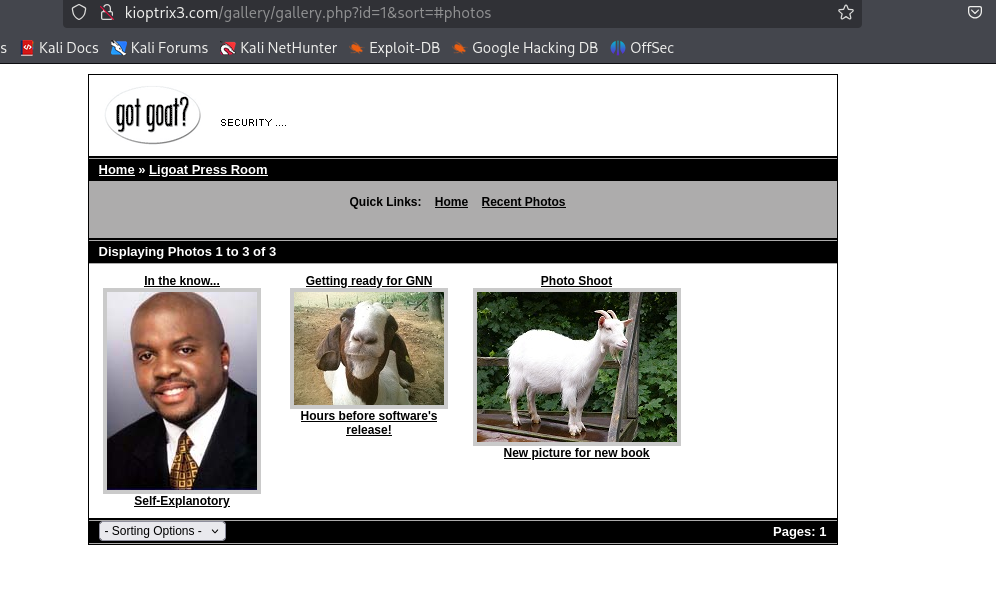 kioptrix3.com/gallery/gallery.php?id=1&sort=#photos
s Kali Docs Kali Forums Kali NetHunter Exploit-DB Google Hacking DB OffSec
got goat? SECURITY ....
Home » Ligoat Press Room
Quick Links: Home Recent Photos
Displaying Photos 1 to 3 of 3
In the know... Getting ready for GNN Photo Shoot
Hours before software's
release!
New picture for new book
Self-Explanotory
- Sorting Options - Pages: 1